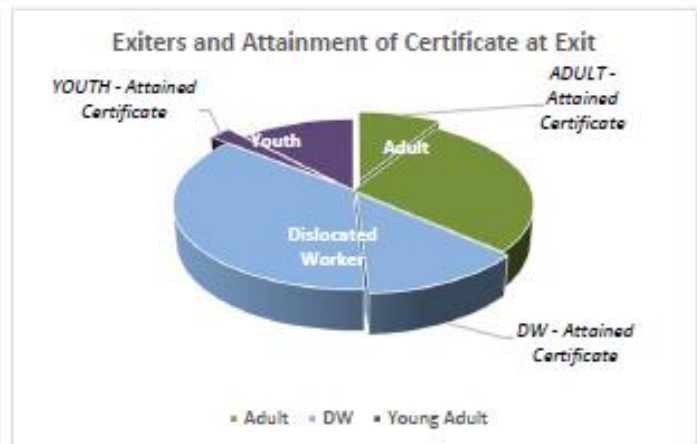 Exiters and Attainment of Certificate at Exit
YOUTH - Attained
Certificate
ADULT -
Attained
Certificate
Youth
Adult
Dislocated
Worker
DW - Attained
Certificate
Adult DW Young Adult